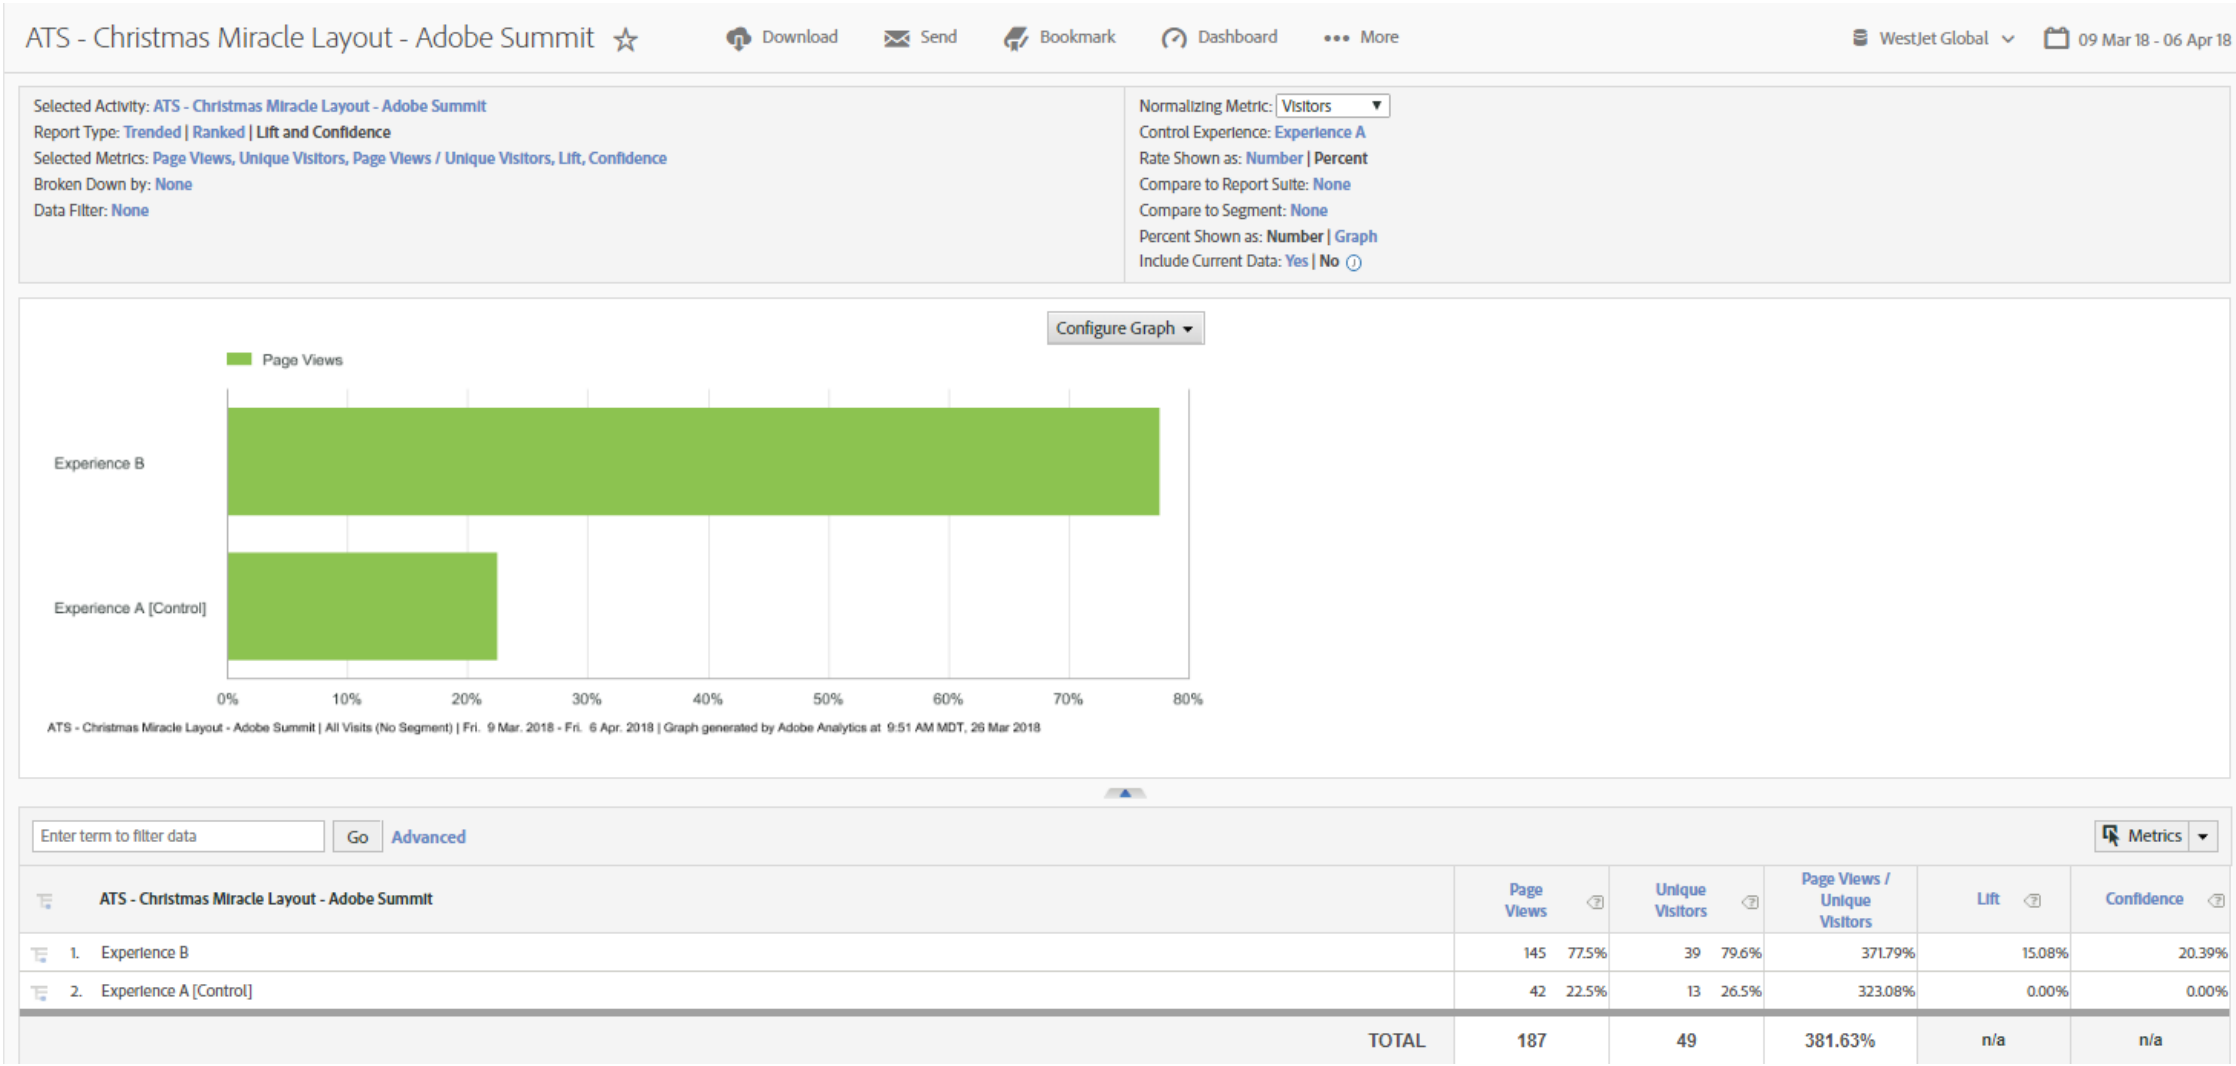 ATS - Christmas Miracle Layout - Adobe Summit Download Send Bookmark Dashboard More WestJet Global 09 Mar 18 - 06 Apr 18
Selected Activity: ATS - Christmas Miracle Layout - Adobe Summit
Report Type: Trended | Ranked | Lift and Confidence
Selected Metrics: Page Views, Unique Visitors, Page Views / Unique Visitors, Lift, Confidence
Broken Down by: None
Data Filter: None
Normalizing Metric: Visitors
Control Experience: Experience A
Rate Shown as: Number | Percent
Compare to Report Suite: None
Compare to Segment: None
Percent Shown as: Number | Graph
Include Current Data: Yes | No
Configure Graph
Page Views
Experience B
Experience A [Control]
0% 10% 20% 30% 40% 50% 60% 70% 80%
ATS - Christmas Miracle Layout - Adobe Summit | All Visits (No Segment) | Fri. 9 Mar. 2018 - Fri. 6 Apr. 2018 | Graph generated by Adobe Analytics at 9:51 AM MDT, 26 Mar 2018
Enter term to filter data Go Advanced Metrics
ATS - Christmas Miracle Layout - Adobe Summit
Page
Views
Unique
Visitors
Page Views /
Unique
Visitors
Lift
Confidence
1. Experience B 145 77.5% 39 79.6% 371.79% 15.08% 20.39%
2. Experience A [Control] 42 22.5% 13 26.5% 323.08% 0.00% 0.00%
TOTAL 187 49 381.63% n/a n/a